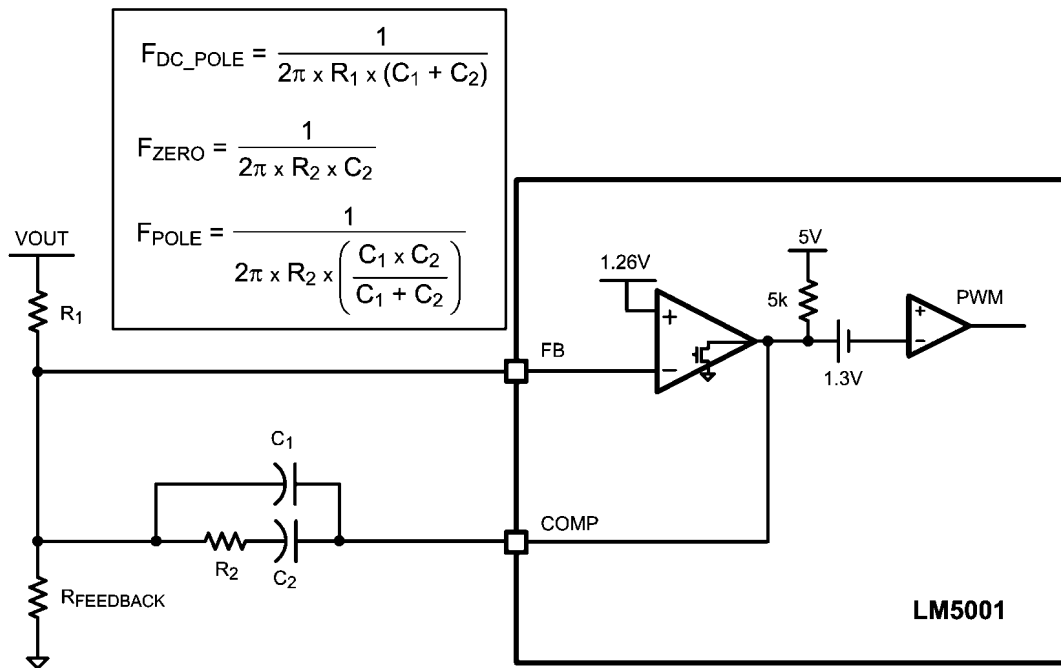 F_DC_POLE = 1 / (2π x R₁ x (C₁ + C₂))
F_ZERO = 1 / (2π x R₂ x C₂)
F_POLE = 1 / (2π x R₂ x ((C₁ x C₂) / (C₁ + C₂)))
VOUT
R₁
FB
1.26V
+
−
5V
5k
1.3V
+
−
PWM
C₁
R₂
C₂
COMP
R_FEEDBACK
LM5001